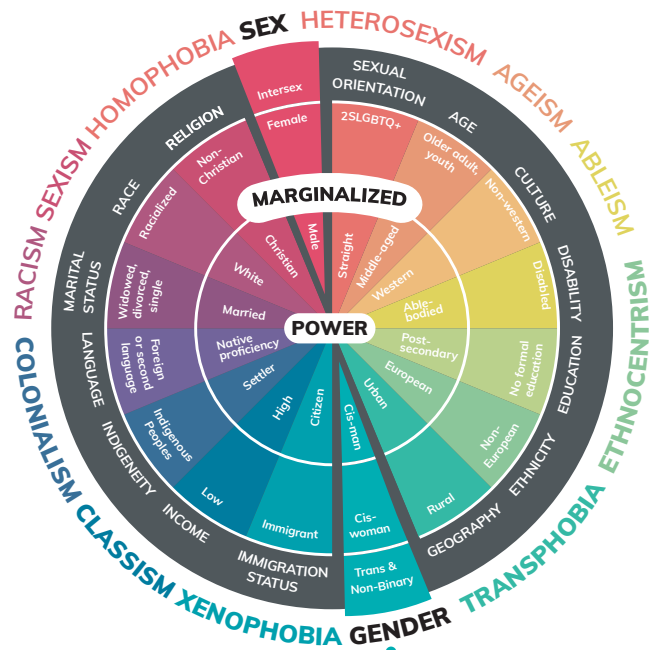 SEX
HETEROSEXISM
AGEISM
ABLEISM
ETHNOCENTRISM
TRANSPHOBIA
GENDER
XENOPHOBIA
CLASSISM
COLONIALISM
RACISM
SEXISM
HOMOPHOBIA
SEXUAL
ORIENTATION
AGE
CULTURE
DISABILITY
EDUCATION
ETHNICITY
GEOGRAPHY
IMMIGRATION
STATUS
INCOME
INDIGENEITY
LANGUAGE
MARITAL
STATUS
RACE
RELIGION
Intersex
Female
2SLGBTQ+
Older adult,
youth
Non-western
Disabled
No formal
education
Non-
European
Rural
Cis-
woman
Trans &
Non-Binary
Immigrant
Low
Indigenous
Peoples
Foreign
or second
language
Widowed,
divorced,
single
Racialized
Non-
Christian
MARGINALIZED
Male
Straight
Middle-aged
Western
Able-
bodied
Post-
secondary
European
Urban
Cis-man
Citizen
High
Settler
Native
proficiency
Married
White
Christian
POWER